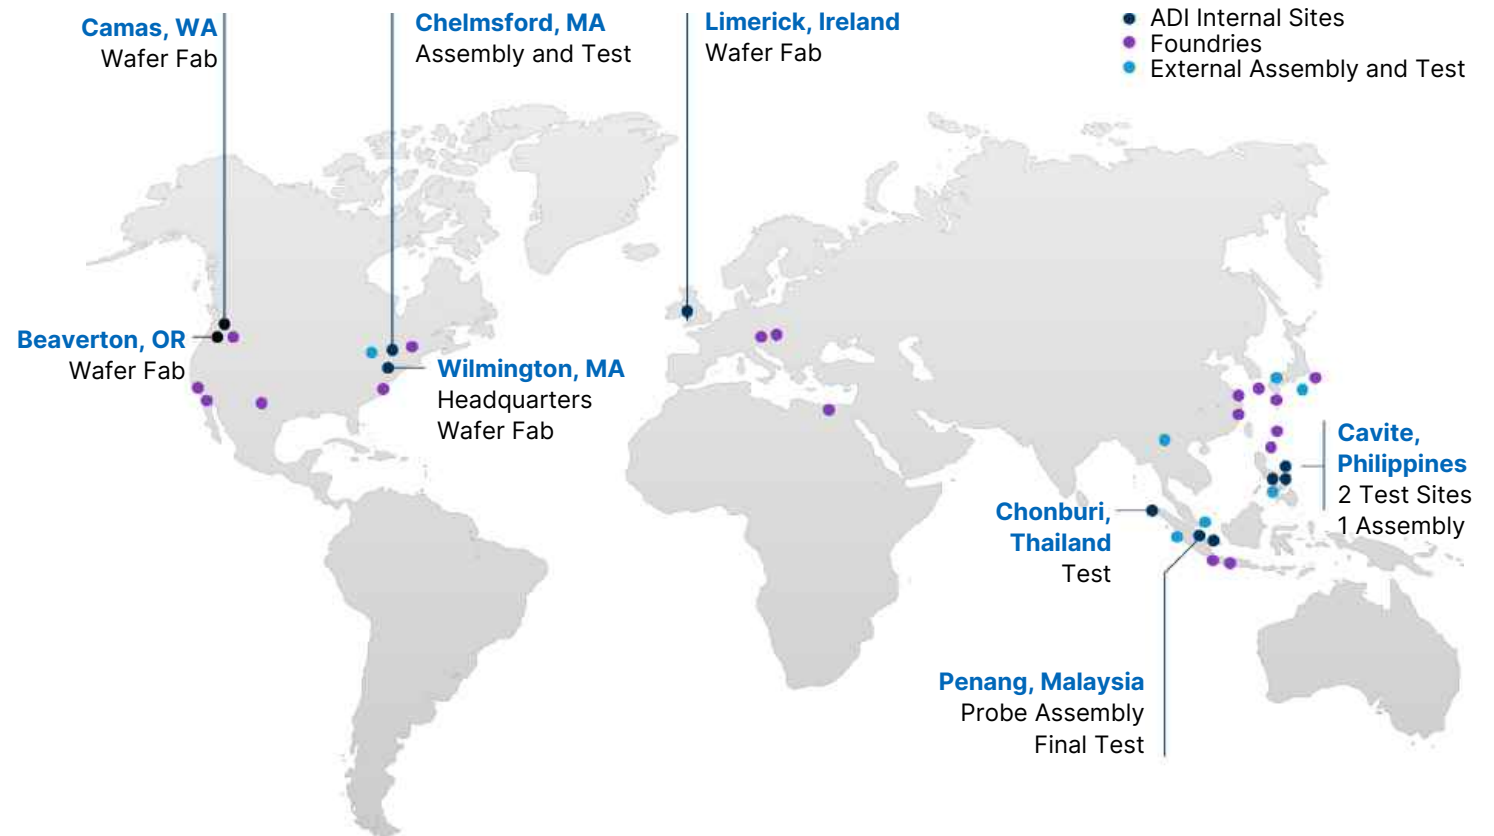 Camas, WA
Wafer Fab
Chelmsford, MA
Assembly and Test
Limerick, Ireland
Wafer Fab
ADI Internal Sites
Foundries
External Assembly and Test
Beaverton, OR
Wafer Fab
Wilmington, MA
Headquarters
Wafer Fab
Cavite,
Philippines
2 Test Sites
1 Assembly
Chonburi,
Thailand
Test
Penang, Malaysia
Probe Assembly
Final Test